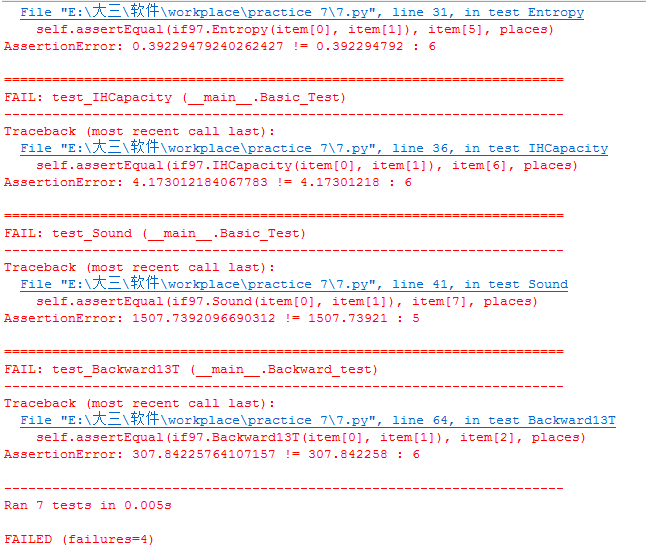 File "E:\大三\软件\workplace\practice 7\7.py", line 31, in test Entropy
self.assertEqual(if97.Entropy(item[0], item[1]), item[5], places)
AssertionError: 0.39229479240262427 != 0.392294792 : 6
======================================================================
FAIL: test_IHCapacity (__main__.Basic_Test)
----------------------------------------------------------------------
Traceback (most recent call last):
File "E:\大三\软件\workplace\practice 7\7.py", line 36, in test IHCapacity
self.assertEqual(if97.IHCapacity(item[0], item[1]), item[6], places)
AssertionError: 4.173012184067783 != 4.17301218 : 6
======================================================================
FAIL: test_Sound (__main__.Basic_Test)
----------------------------------------------------------------------
Traceback (most recent call last):
File "E:\大三\软件\workplace\practice 7\7.py", line 41, in test Sound
self.assertEqual(if97.Sound(item[0], item[1]), item[7], places)
AssertionError: 1507.7392096690312 != 1507.73921 : 5
======================================================================
FAIL: test_Backward13T (__main__.Backward_test)
----------------------------------------------------------------------
Traceback (most recent call last):
File "E:\大三\软件\workplace\practice 7\7.py", line 64, in test Backward13T
self.assertEqual(if97.Backward13T(item[0], item[1]), item[2], places)
AssertionError: 307.84225764107157 != 307.842258 : 6
----------------------------------------------------------------------
Ran 7 tests in 0.005s
FAILED (failures=4)